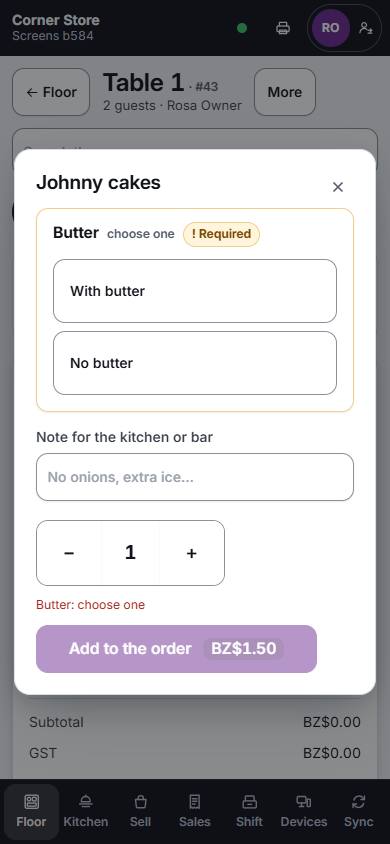 Corner Store
Screens b584
RO
← Floor
Table 1 · #43
2 guests · Rosa Owner
More
Johnny cakes
×
Butter choose one ! Required
With butter
No butter
Note for the kitchen or bar
No onions, extra ice...
− 1 +
Butter: choose one
Add to the order BZ$1.50
Subtotal BZ$0.00
GST BZ$0.00
Floor Kitchen Sell Sales Shift Devices Sync